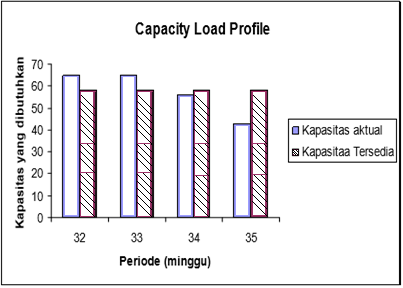 Capacity Load Profile
Kapasitas yang dibutuhkan
70
60
50
40
30
20
10
0
32 33 34 35
Periode (minggu)
Kapasitas aktual
Kapasitaa Tersedia